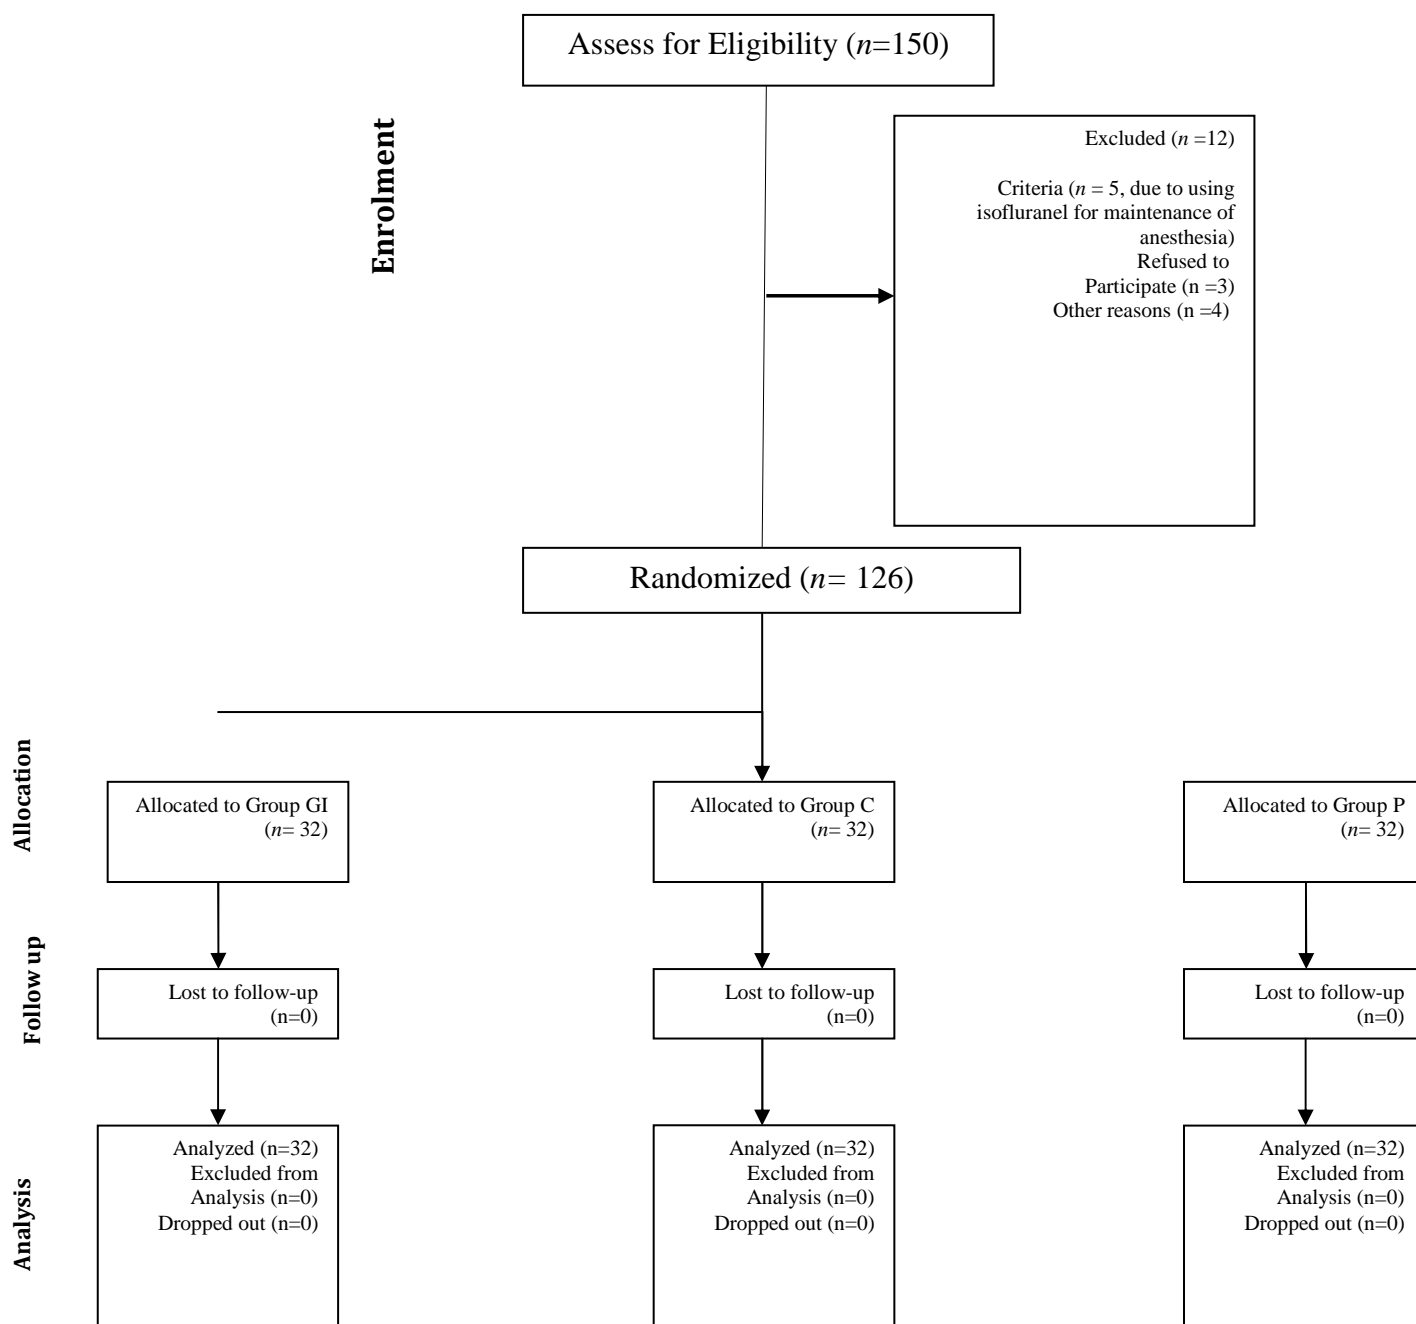 Assess for Eligibility (n=150)
Enrolment
Excluded (n =12)
Criteria (n = 5, due to using
isofluranel for maintenance of
anesthesia)
Refused to
Participate (n =3)
Other reasons (n =4)
Randomized (n= 126)
Allocation
Allocated to Group GI
(n= 32)
Allocated to Group C
(n= 32)
Allocated to Group P
(n= 32)
Follow up
Lost to follow-up
(n=0)
Lost to follow-up
(n=0)
Lost to follow-up
(n=0)
Analysis
Analyzed (n=32)
Excluded from
Analysis (n=0)
Dropped out (n=0)
Analyzed (n=32)
Excluded from
Analysis (n=0)
Dropped out (n=0)
Analyzed (n=32)
Excluded from
Analysis (n=0)
Dropped out (n=0)